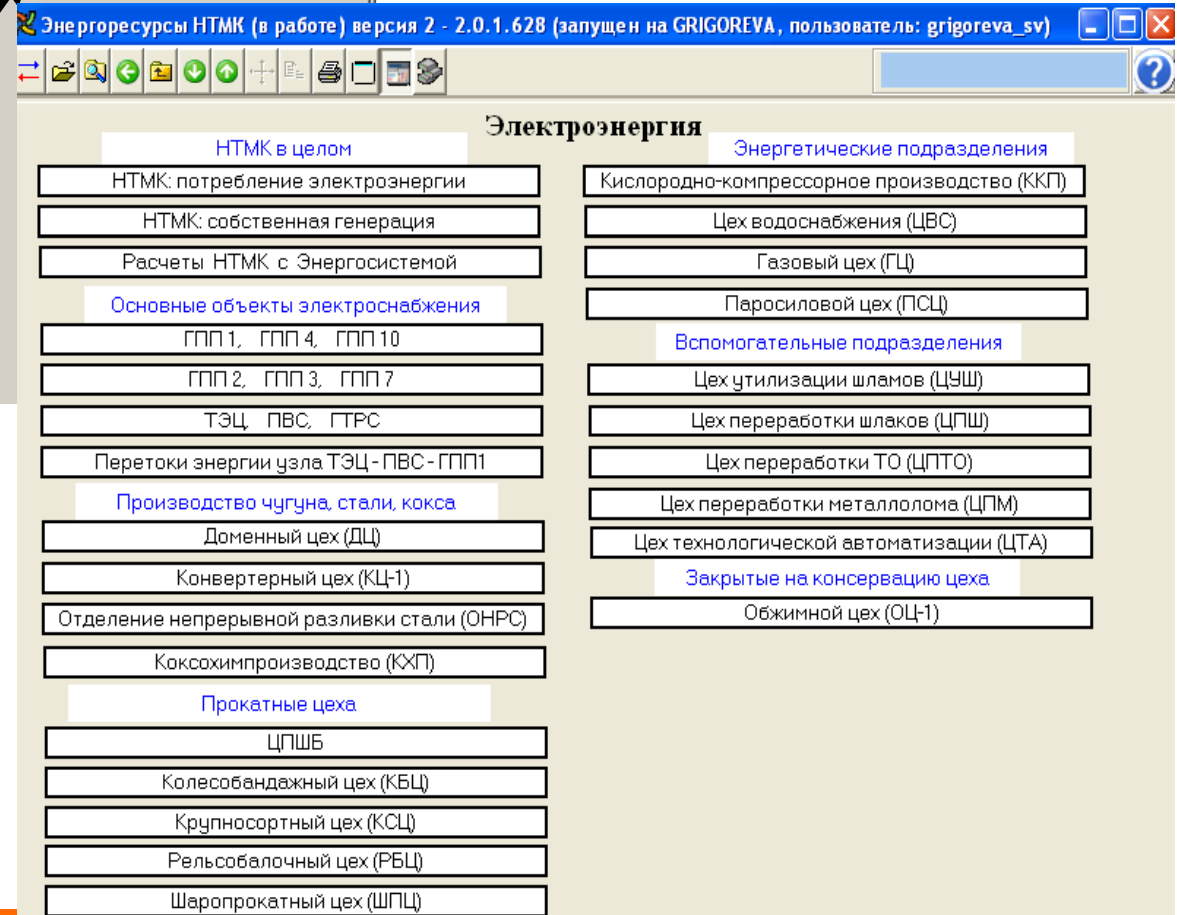 Энергоресурсы НТМК (в работе) версия 2 - 2.0.1.628 (запущен на GRIGOREVA, пользователь: grigoreva_sv)
Электроэнергия
НТМК в целом
НТМК: потребление электроэнергии
НТМК: собственная генерация
Расчеты НТМК с Энергосистемой
Основные объекты электроснабжения
ГПП 1, ГПП 4, ГПП 10
ГПП 2, ГПП 3, ГПП 7
ТЭЦ, ПВС, ГТРС
Перетоки энергии узла ТЭЦ - ПВС - ГПП1
Производство чугуна, стали, кокса
Доменный цех (ДЦ)
Конвертерный цех (КЦ-1)
Отделение непрерывной разливки стали (ОНРС)
Коксохимпроизводство (КХП)
Прокатные цеха
ЦПШБ
Колесобандажный цех (КБЦ)
Крупносортный цех (КСЦ)
Рельсобалочный цех (РБЦ)
Шаропрокатный цех (ШПЦ)
Энергетические подразделения
Кислородно-компрессорное производство (ККП)
Цех водоснабжения (ЦВС)
Газовый цех (ГЦ)
Паросиловой цех (ПСЦ)
Вспомогательные подразделения
Цех утилизации шламов (ЦУШ)
Цех переработки шлаков (ЦПШ)
Цех переработки ТО (ЦПТО)
Цех переработки металлолома (ЦПМ)
Цех технологической автоматизации (ЦТА)
Закрытые на консервацию цеха
Обжимной цех (ОЦ-1)